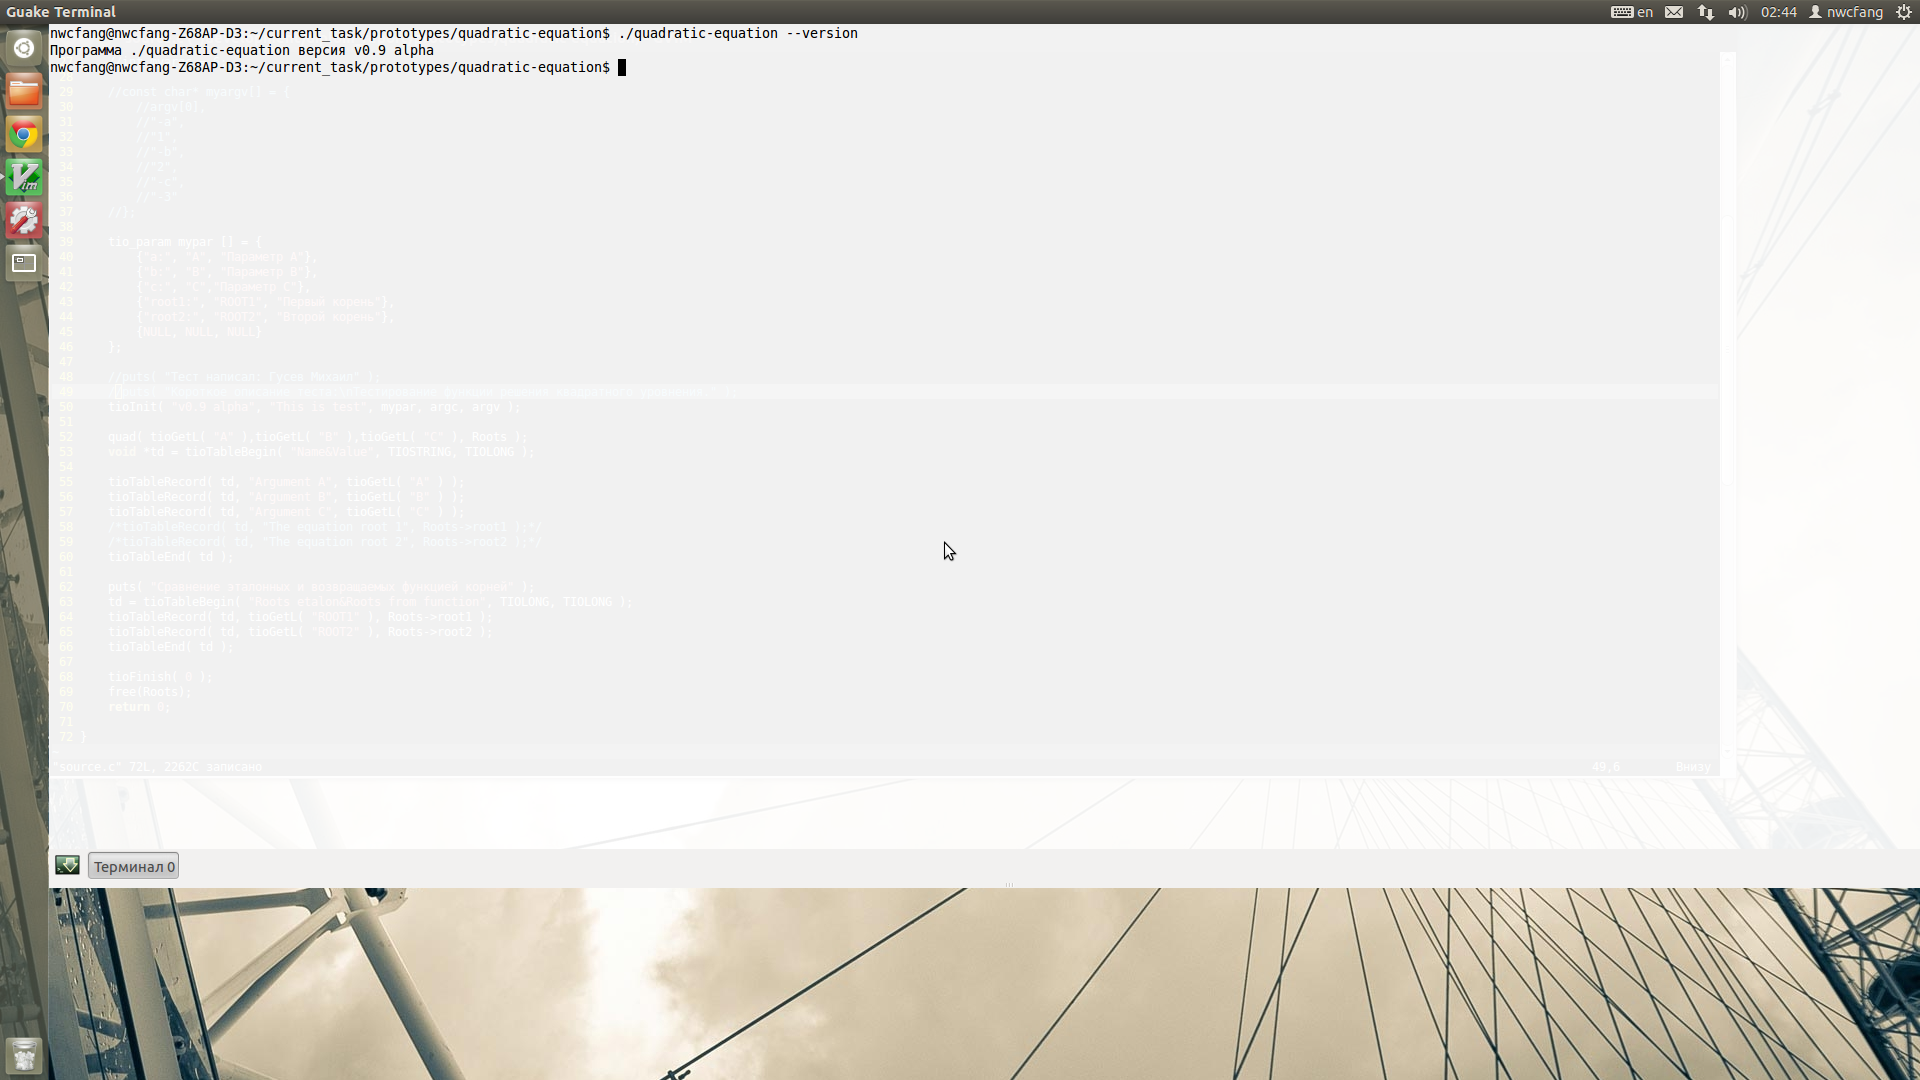 Guake Terminal
en
02:44
nwcfang
nwcfang@nwcfang-Z68AP-D3:~/current_task/prototypes/quadratic-equation$ ./quadratic-equation --version
Программа ./quadratic-equation версия v0.9 alpha
nwcfang@nwcfang-Z68AP-D3:~/current_task/prototypes/quadratic-equation$
29 //const char* myargv[] = {
30 //argv[0],
31 //"-a",
32 //"1",
33 //"-b",
34 //"2",
35 //"-c",
36 //"-3"
37 //};
38
39 tio_param mypar [] = {
40 {"a:", "A", "Параметр А"},
41 {"b:", "B", "Параметр B"},
42 {"c:", "C","Параметр C"},
43 {"root1:", "ROOT1", "Первый корень"},
44 {"root2:", "ROOT2", "Второй корень"},
45 {NULL, NULL, NULL}
46 };
47
48 //puts( "Тест написал: Гусев Михаил" );
49
50 tioInit( "v0.9 alpha", "This is test", mypar, argc, argv );
51
52 quad( tioGetL( "A" ),tioGetL( "B" ),tioGetL( "C" ), Roots );
53 void *td = tioTableBegin( "Name&Value", TIOSTRING, TIOLONG );
54
55 tioTableRecord( td, "Argument A", tioGetL( "A" ) );
56 tioTableRecord( td, "Argument B", tioGetL( "B" ) );
57 tioTableRecord( td, "Argument C", tioGetL( "C" ) );
58 /*tioTableRecord( td, "The equation root 1", Roots->root1 );*/
59 /*tioTableRecord( td, "The equation root 2", Roots->root2 );*/
60 tioTableEnd( td );
61
62 puts( "Сравнение эталонных и возвращаемых функцией корней" );
63 td = tioTableBegin( "Roots etalon&Roots from function", TIOLONG, TIOLONG );
64 tioTableRecord( td, tioGetL( "ROOT1" ), Roots->root1 );
65 tioTableRecord( td, tioGetL( "ROOT2" ), Roots->root2 );
66 tioTableEnd( td );
67
68 tioFinish( 0 );
69 free(Roots);
70 return 0;
71
72 }
~
"source.c" 72L, 2262C записано 49,6 Внизу
Терминал 0